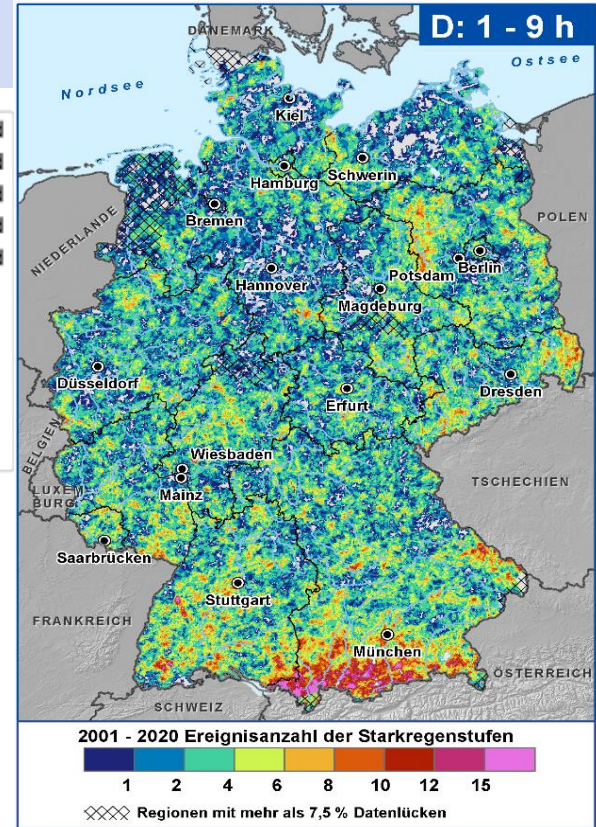 D: 1 - 9 h
DÄNEMARK
Ostsee
Nordsee
Kiel
Hamburg
Schwerin
Bremen
NIEDERLANDE
POLEN
Hannover
Potsdam
Berlin
Magdeburg
Düsseldorf
Erfurt
Dresden
BELGIEN
Wiesbaden
Mainz
LUXEM
BURG
TSCHECHIEN
Saarbrücken
Stuttgart
FRANKREICH
München
ÖSTERREICH
SCHWEIZ
2001 - 2020 Ereignisanzahl der Starkregenstufen
1 2 4 6 8 10 12 15
Regionen mit mehr als 7,5 % Datenlücken